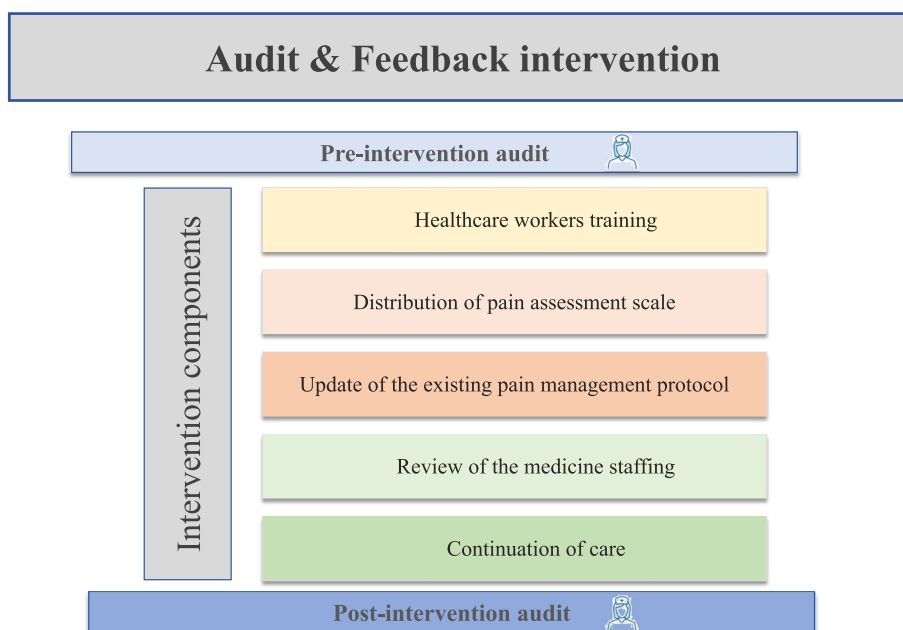 Audit & Feedback intervention
Pre-intervention audit
Intervention components
Healthcare workers training
Distribution of pain assessment scale
Update of the existing pain management protocol
Review of the medicine staffing
Continuation of care
Post-intervention audit